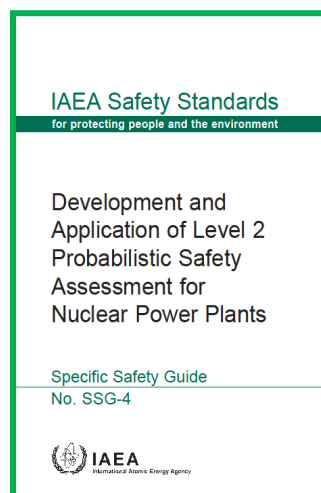 IAEA Safety Standards
for protecting people and the environment
Development and
Application of Level 2
Probabilistic Safety
Assessment for
Nuclear Power Plants
Specific Safety Guide
No. SSG-4
IAEA
International Atomic Energy Agency